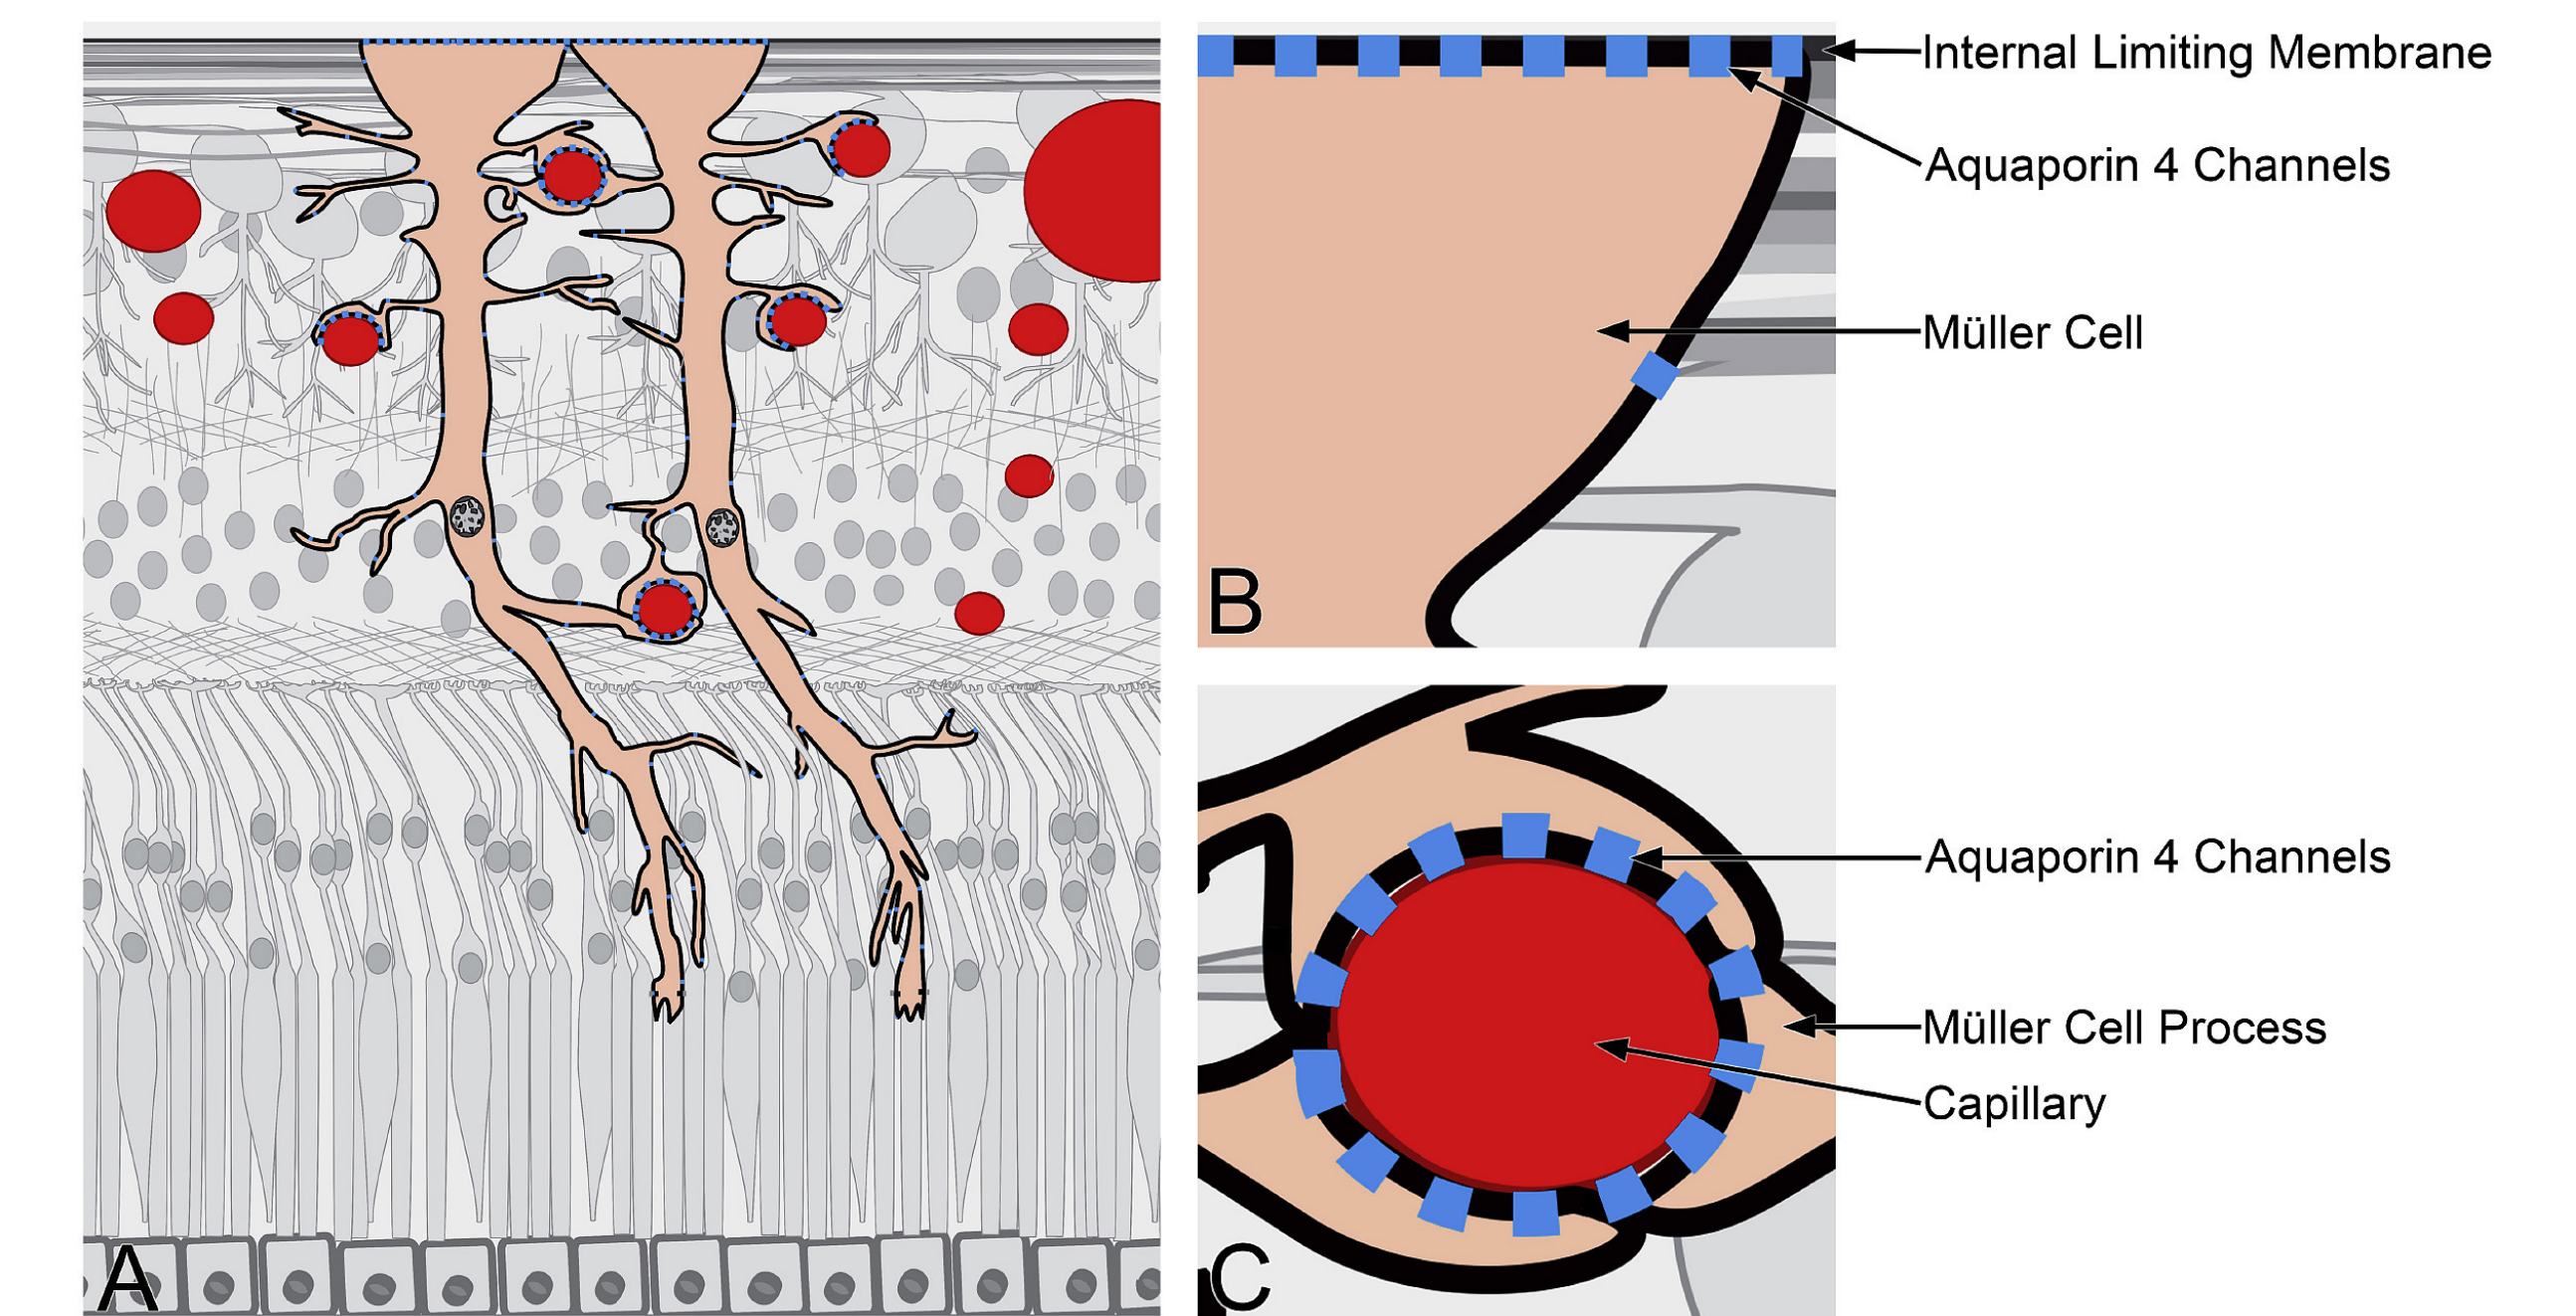 Internal Limiting Membrane
Aquaporin 4 Channels
Müller Cell
B
Aquaporin 4 Channels
Müller Cell Process
Capillary
A
C